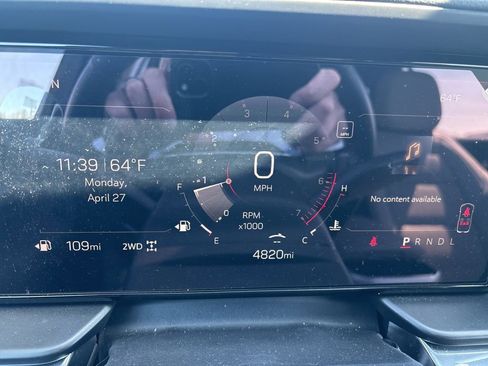 N
64°F
3 4
5
-- MPH
11:39 | 64°F
Monday,
April 27
0
MPH
1
6
F
H
No content available
0
RPM
x1000
7
E
C
109mi
2WD
4820mi
P R N D L